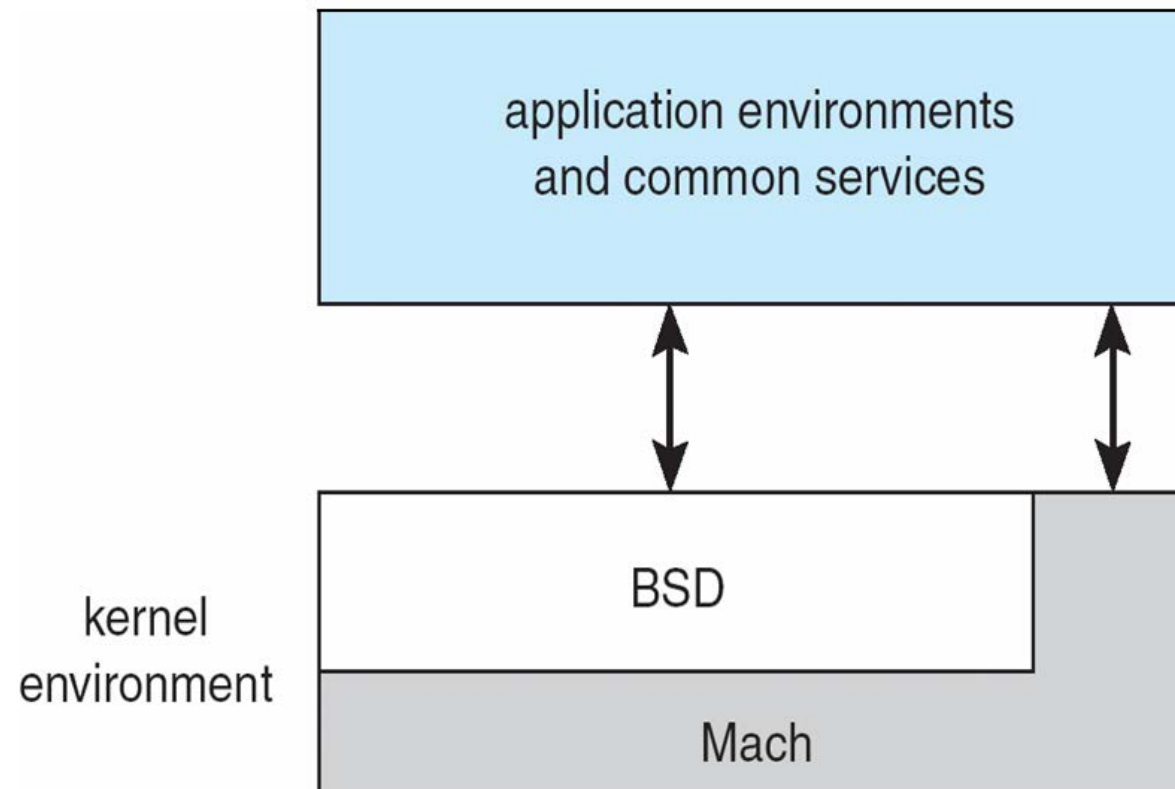 application environments
and common services
BSD
kernel
environment
Mach